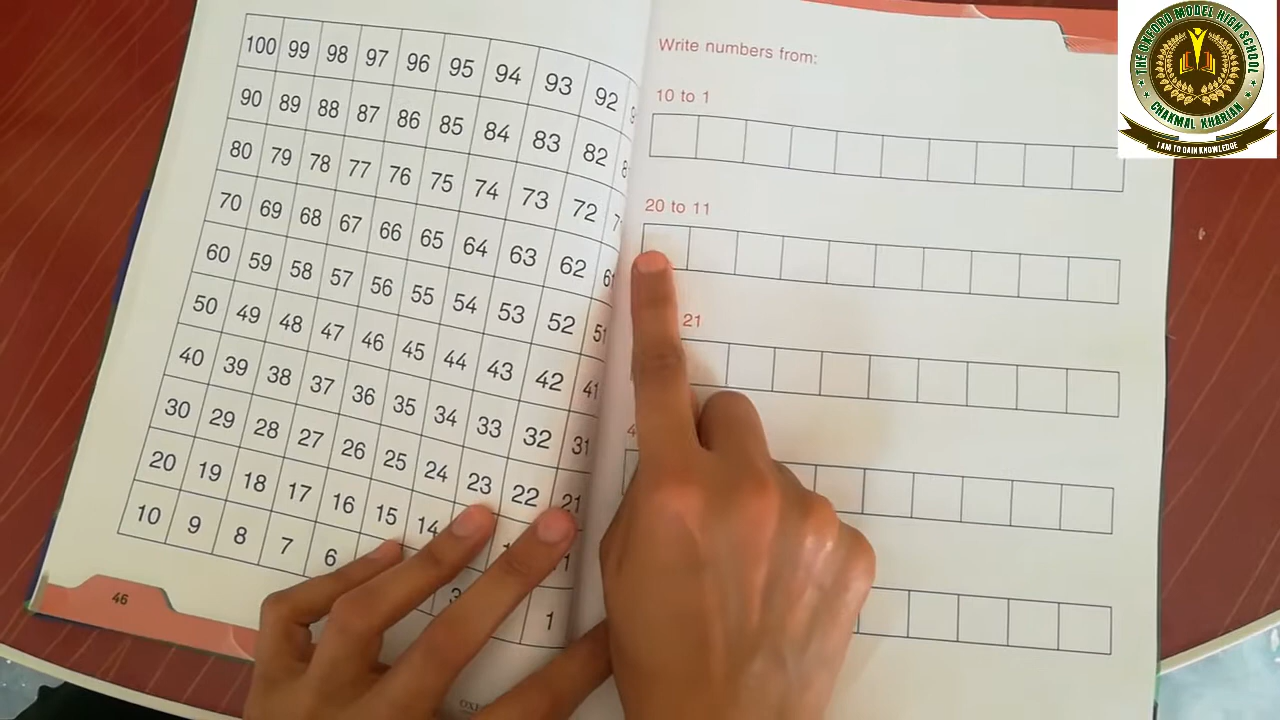 100 99 98 97 96 95 94 93 92
90 89 88 87 86 85 84 83 82
80 79 78 77 76 75 74 73 72
70 69 68 67 66 65 64 63 62 61
60 59 58 57 56 55 54 53 52 51
50 49 48 47 46 45 44 43 42 41
40 39 38 37 36 35 34 33 32 31
30 29 28 27 26 25 24 23 22 21
20 19 18 17 16 15 14
10 9 8 7 6 3 1
46
Write numbers from:
10 to 1
20 to 11
21
4
THE OXFORD MODEL HIGH SCHOOL
CHAKMAL KHARIAN
I AM TO GAIN KNOWLEDGE